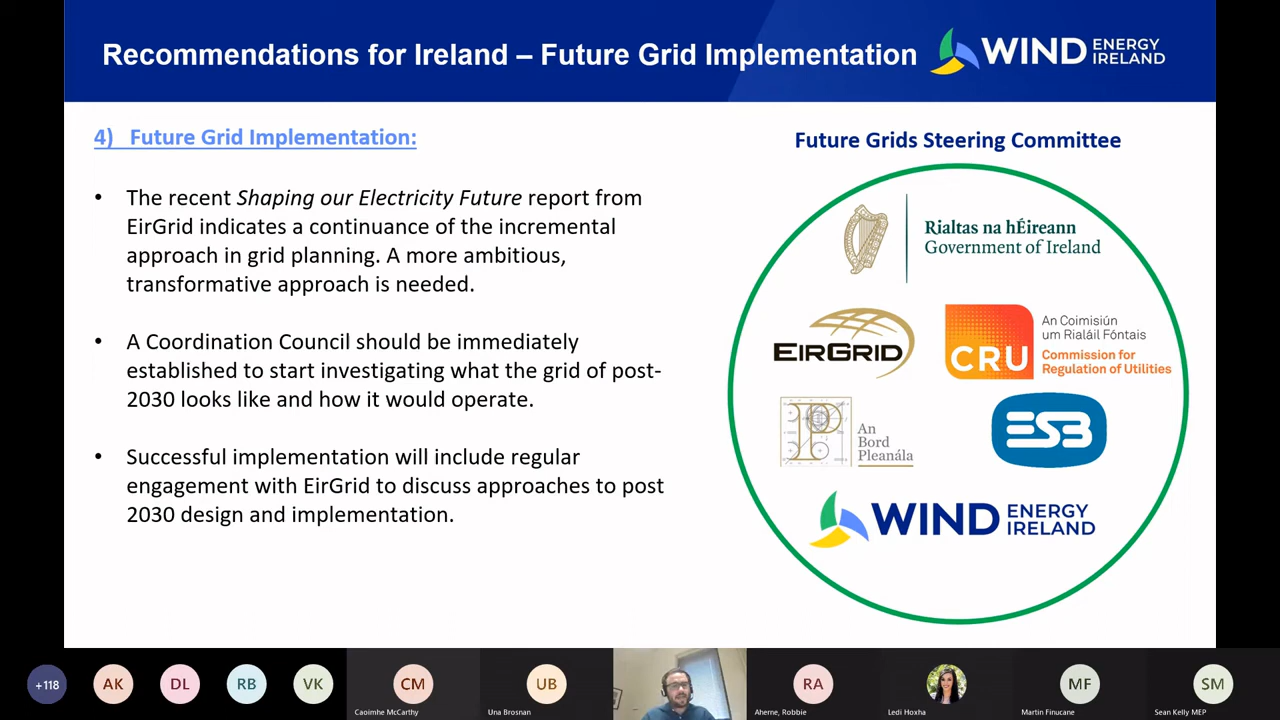 Recommendations for Ireland – Future Grid Implementation
WIND ENERGY IRELAND
4) Future Grid Implementation:
• The recent Shaping our Electricity Future report from
EirGrid indicates a continuance of the incremental
approach in grid planning. A more ambitious,
transformative approach is needed.
• A Coordination Council should be immediately
established to start investigating what the grid of post-
2030 looks like and how it would operate.
• Successful implementation will include regular
engagement with EirGrid to discuss approaches to post
2030 design and implementation.
Future Grids Steering Committee
Rialtas na hÉireann
Government of Ireland
EIRGRID
CRU
An Coimisiún
um Rialáil Fóntais
Commission for
Regulation of Utilities
P
An
Bord
Pleanála
ESB
WIND ENERGY IRELAND
+118
AK
DL
RB
VK
CM
Caoimhe McCarthy
UB
Una Brosnan
RA
Aherne, Robbie
Ledi Hoxha
MF
Martin Finucane
SM
Sean Kelly MEP